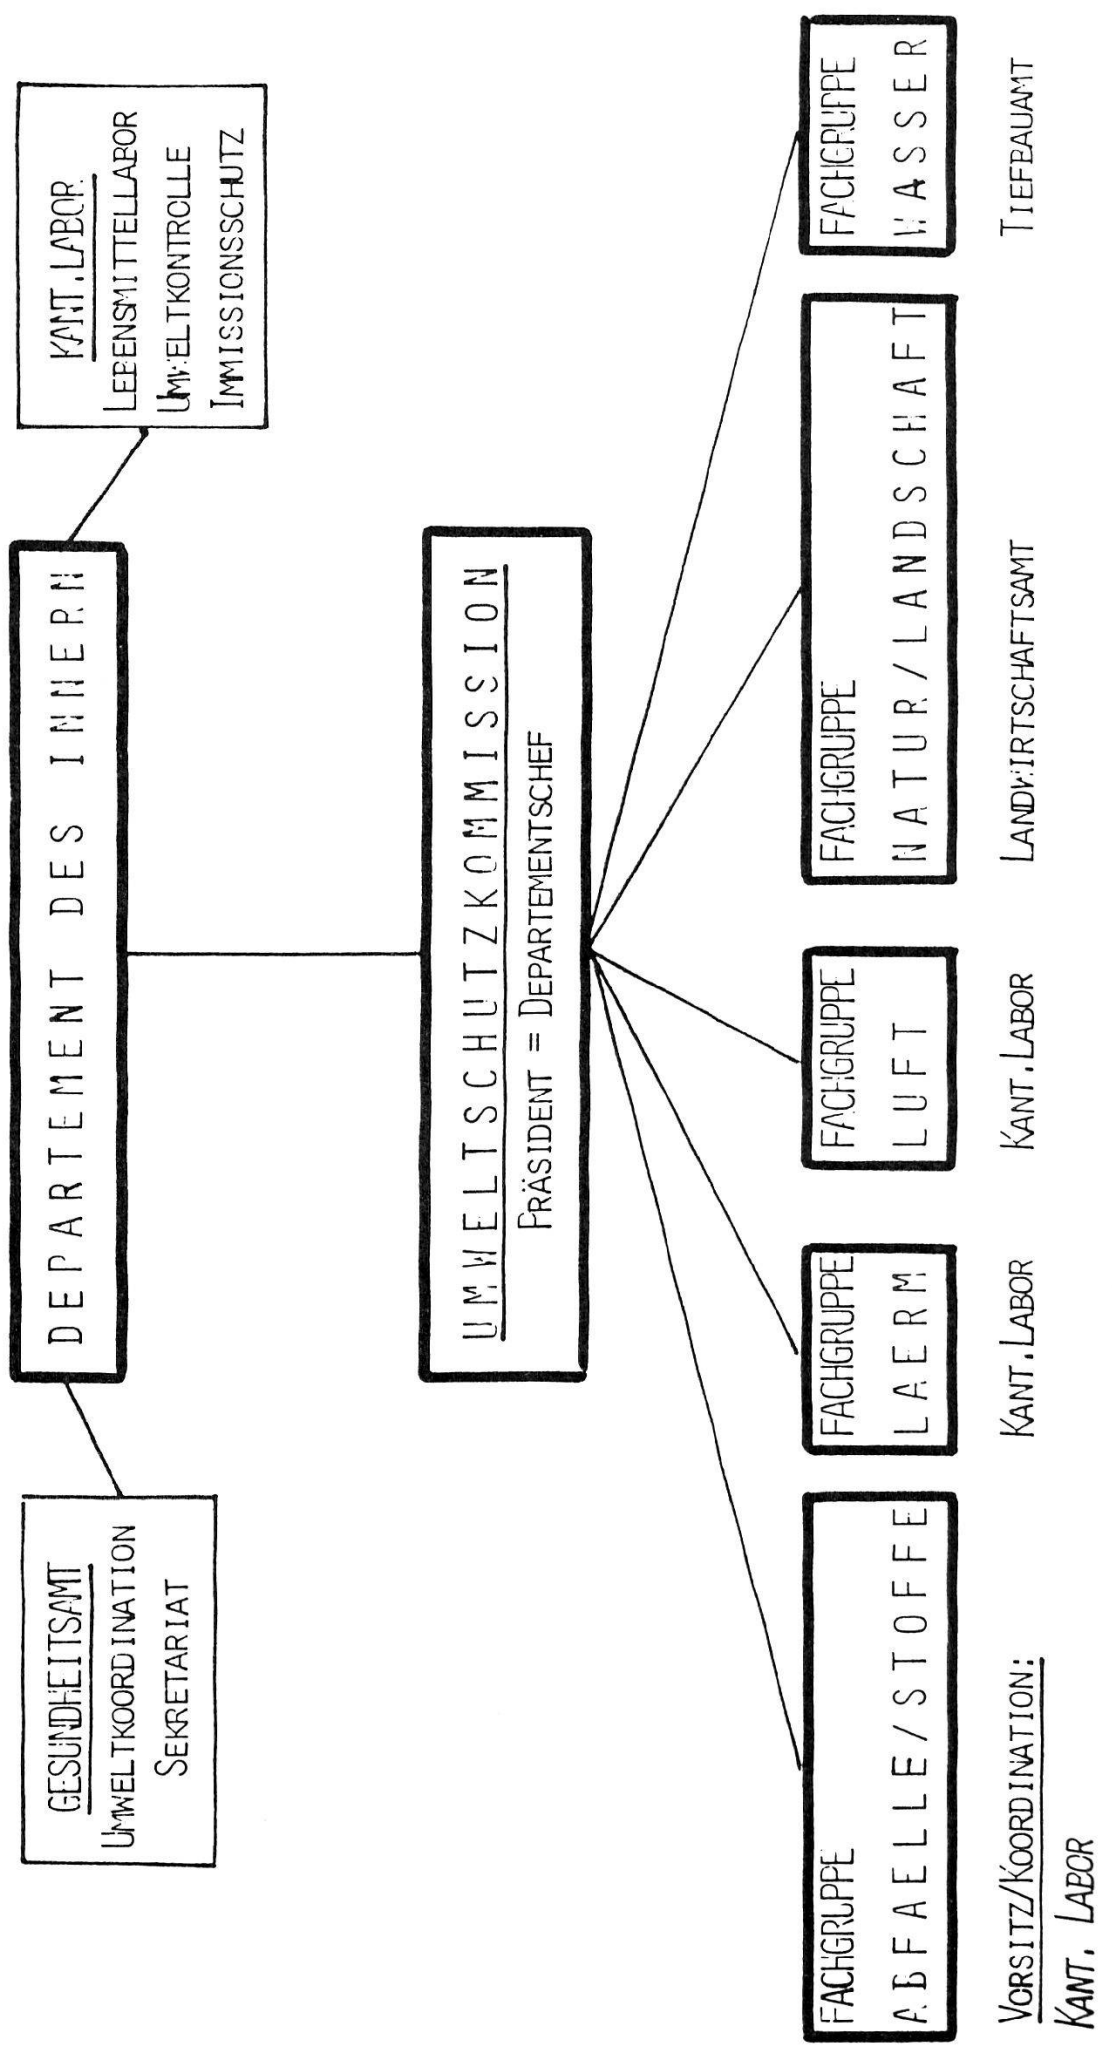 DEPARTEMENT DES INNERN
GESUNDHEITSAMT
UMWELTKOORDINATION
SEKRETARIAT
KANT.LABOR
LEBENSMITTELLABOR
UMWELTKONTROLLE
IMMISSIONSSCHUTZ
UMWELTSCHUTZKOMMISSION
PRÄSIDENT = DEPARTEMENTSCHEF
FACHGRUPPE
ABFAELLE/STOFFE
FACHGRUPPE
LAERM
FACHGRUPPE
LUFT
FACHGRUPPE
NATUR/LANDSCHAFT
FACHGRUPPE
WASSER
VORSITZ/KOORDINATION:
KANT. LABOR
KANT.LABOR
KANT.LABOR
LANDWIRTSCHAFTSAMT
TIEFBAUAMT